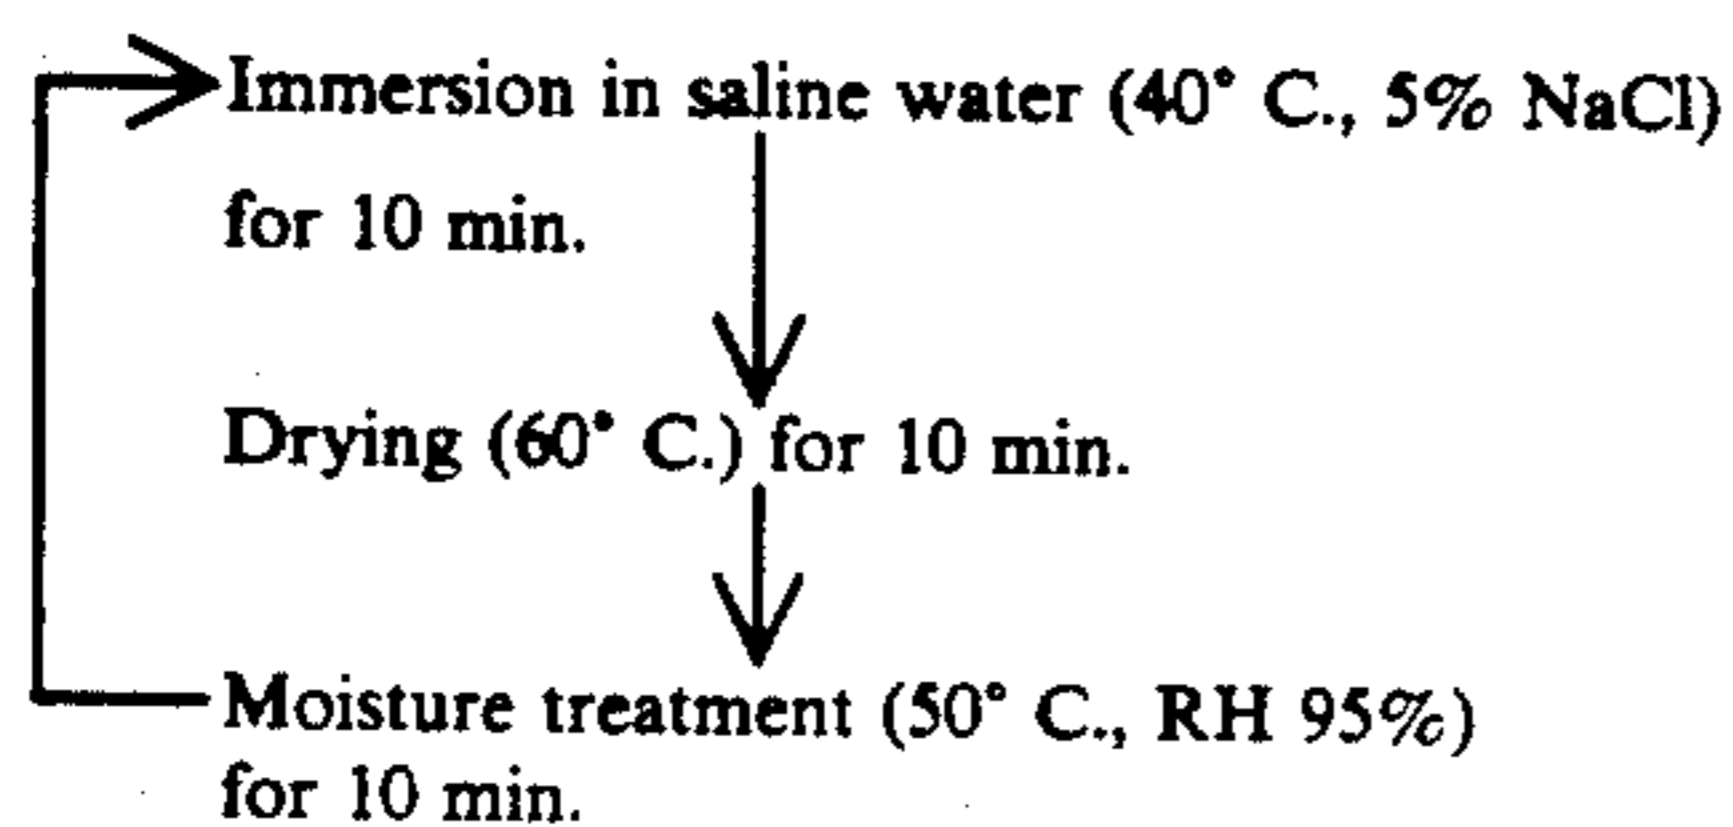 Immersion in saline water (40° C., 5% NaCl)
for 10 min.
Drying (60° C.) for 10 min.
Moisture treatment (50° C., RH 95%)
for 10 min.